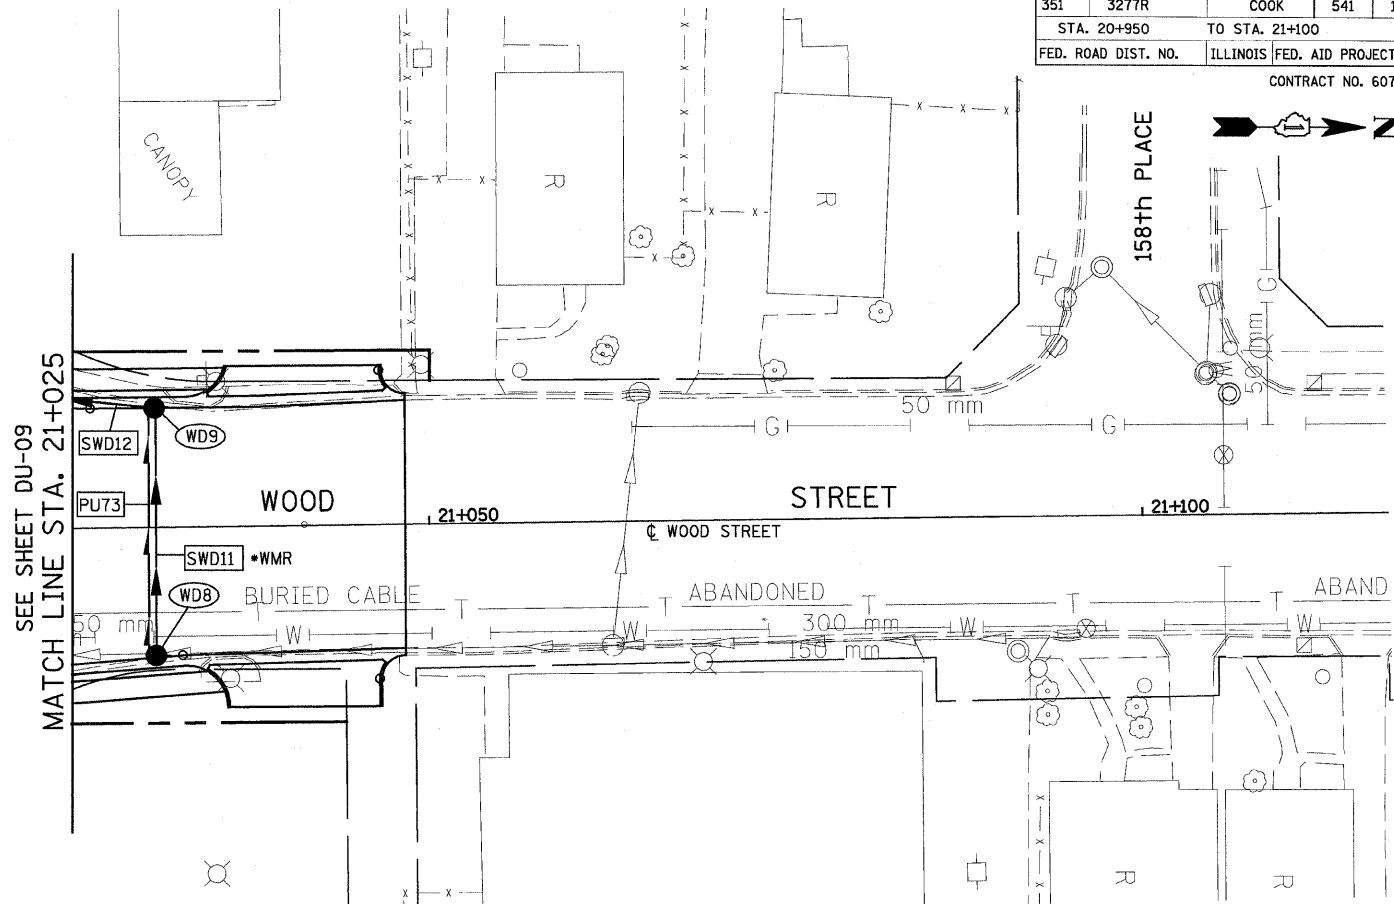 351 3277R COOK 541 1
STA. 20+950 TO STA. 21+100
FED. ROAD DIST. NO. ILLINOIS FED. AID PROJECT
CONTRACT NO. 607
N
158th PLACE
CANOPY
R
R
G
50 mm
SEE SHEET DU-09
MATCH LINE STA. 21+025
SWD12
WD9
50 mm
G
G
PU73
WOOD STREET
21+050
21+100
℄ WOOD STREET
SWD11 *WMR
WD8
BURIED CABLE
ABANDONED
ABAND
T
T
T
T
T
T
50 mm
W
W
300 mm
W
W
150 mm
R
R